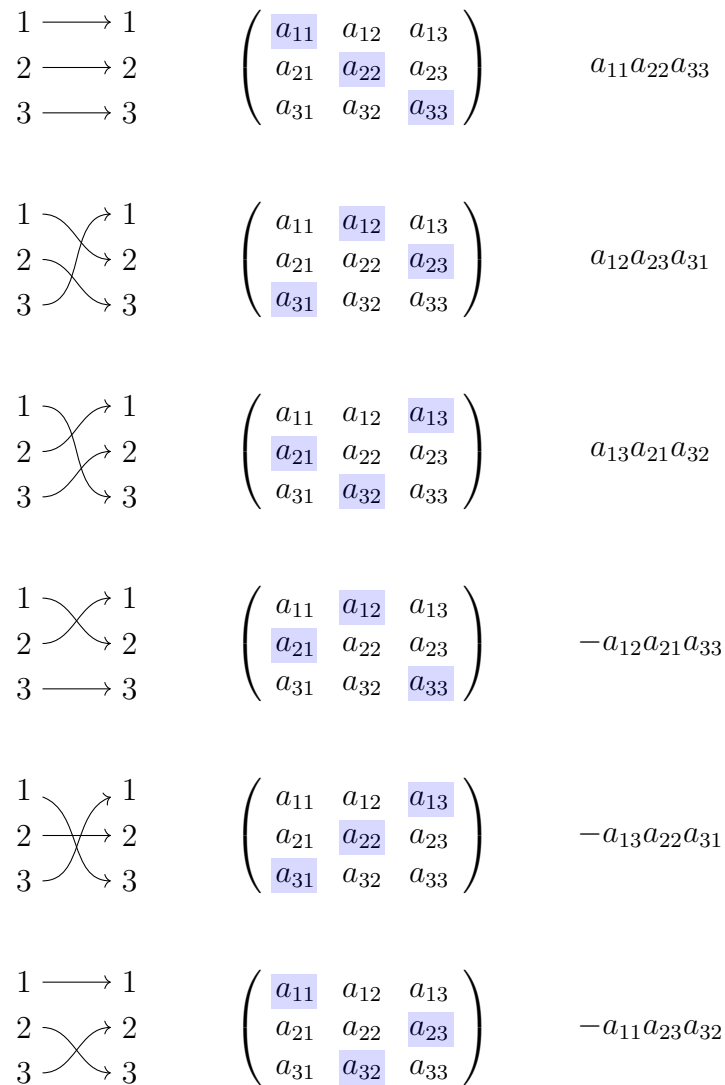 1 → 1 ( a₁₁ a₁₂ a₁₃ )
2 → 2 ( a₂₁ a₂₂ a₂₃ ) a₁₁a₂₂a₃₃
3 → 3 ( a₃₁ a₃₂ a₃₃ )
1 1 ( a₁₁ a₁₂ a₁₃ )
2 2 ( a₂₁ a₂₂ a₂₃ ) a₁₂a₂₃a₃₁
3 3 ( a₃₁ a₃₂ a₃₃ )
1 1 ( a₁₁ a₁₂ a₁₃ )
2 2 ( a₂₁ a₂₂ a₂₃ ) a₁₃a₂₁a₃₂
3 3 ( a₃₁ a₃₂ a₃₃ )
1 1 ( a₁₁ a₁₂ a₁₃ )
2 2 ( a₂₁ a₂₂ a₂₃ ) −a₁₂a₂₁a₃₃
3 → 3 ( a₃₁ a₃₂ a₃₃ )
1 1 ( a₁₁ a₁₂ a₁₃ )
2 → 2 ( a₂₁ a₂₂ a₂₃ ) −a₁₃a₂₂a₃₁
3 3 ( a₃₁ a₃₂ a₃₃ )
1 → 1 ( a₁₁ a₁₂ a₁₃ )
2 2 ( a₂₁ a₂₂ a₂₃ ) −a₁₁a₂₃a₃₂
3 3 ( a₃₁ a₃₂ a₃₃ )